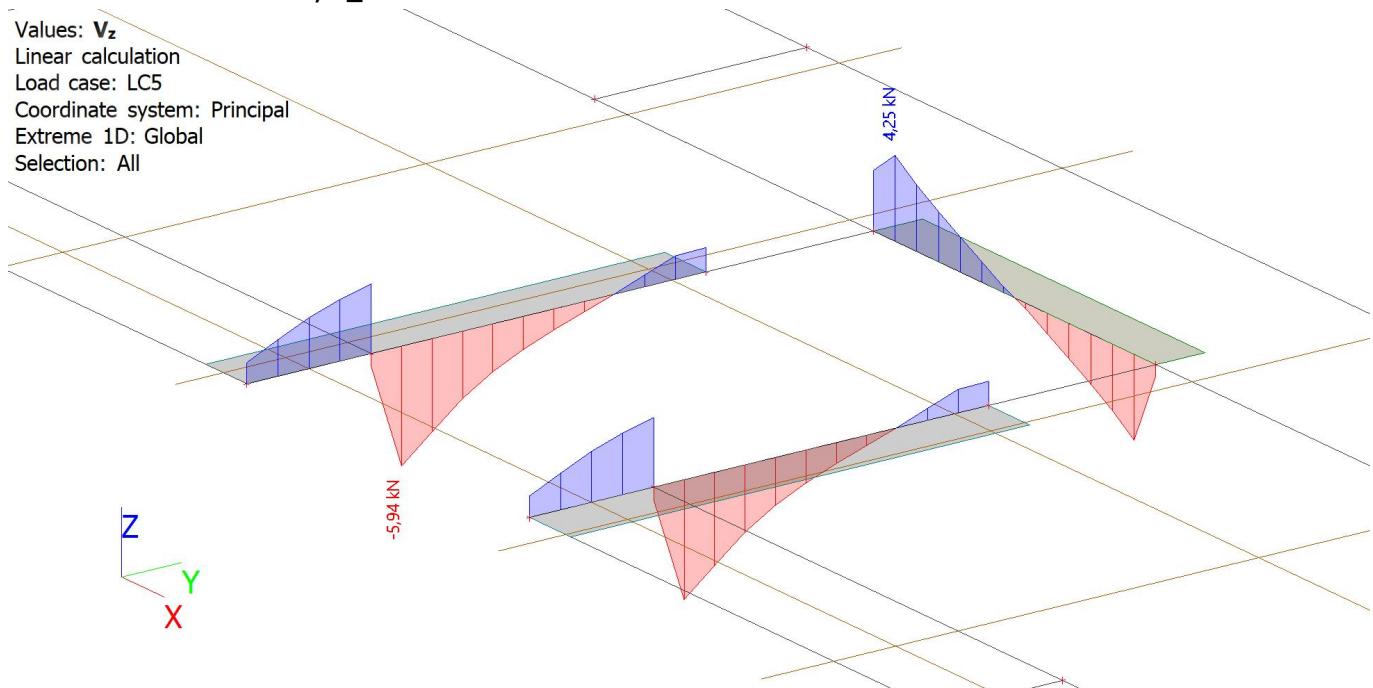 Values: Vz
Linear calculation
Load case: LC5
Coordinate system: Principal
Extreme 1D: Global
Selection: All
4,25 kN
-5,94 kN
Z
Y
X